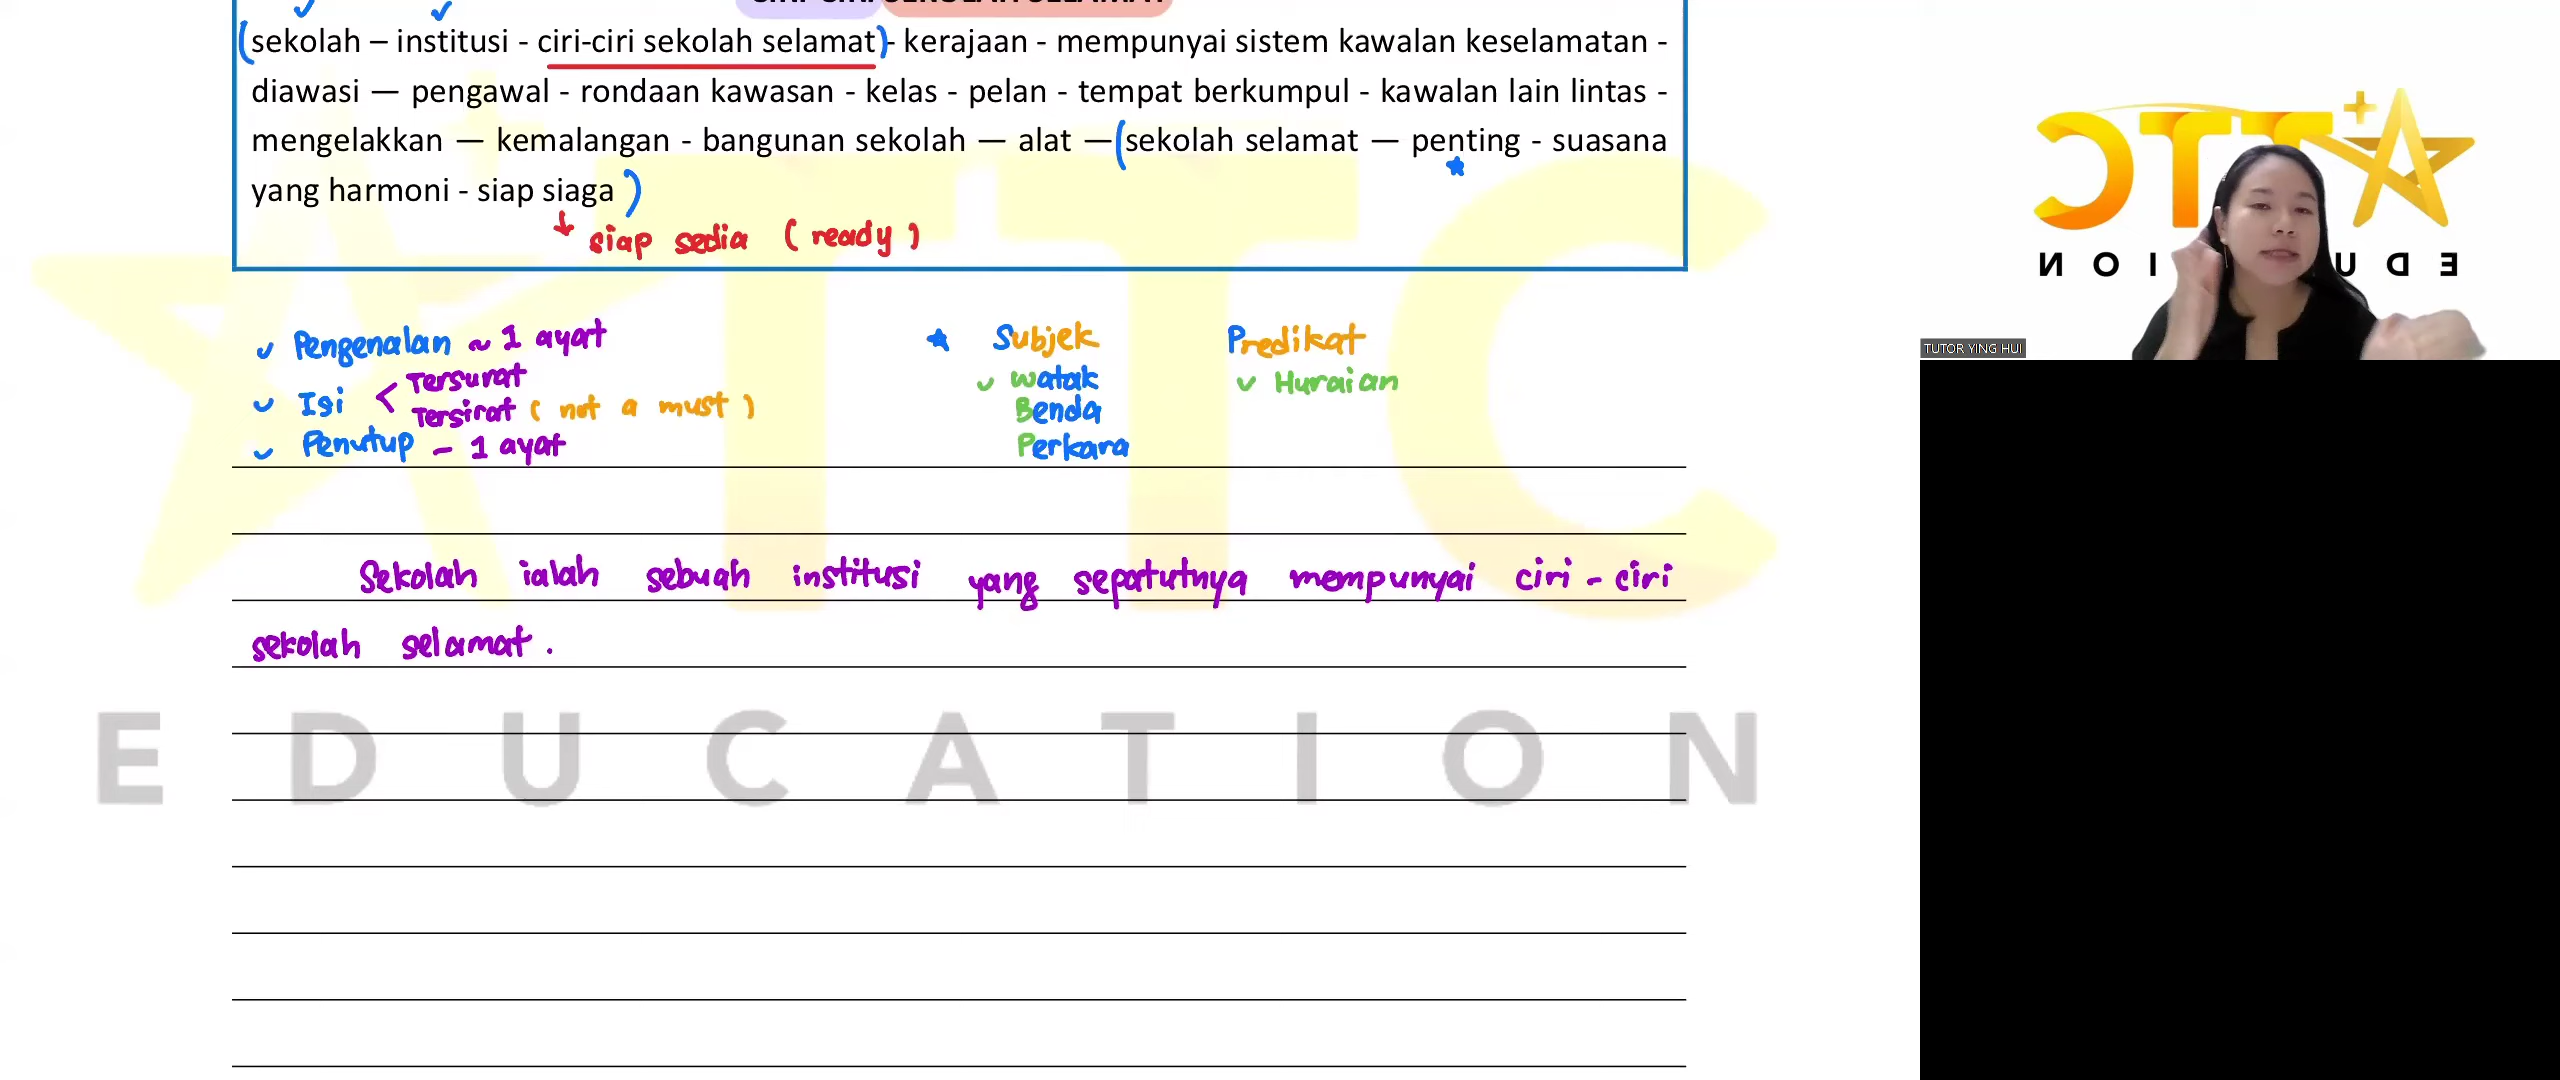 (sekolah – institusi - ciri-ciri sekolah selamat)- kerajaan - mempunyai sistem kawalan keselamatan -
diawasi — pengawal - rondaan kawasan - kelas - pelan - tempat berkumpul - kawalan lain lintas -
mengelakkan — kemalangan - bangunan sekolah — alat —(sekolah selamat — penting - suasana
yang harmoni - siap siaga)
siap sedia (ready)
Pengenalan ~ 1 ayat
Isi < Tersurat
Tersirat (not a must)
Penutup - 1 ayat
Subjek Predikat
Watak Huraian
Benda
Perkara
Sekolah ialah sebuah institusi yang sepatutnya mempunyai ciri-ciri
sekolah selamat.
TTC
EDUCATION
TUTOR YING HUI